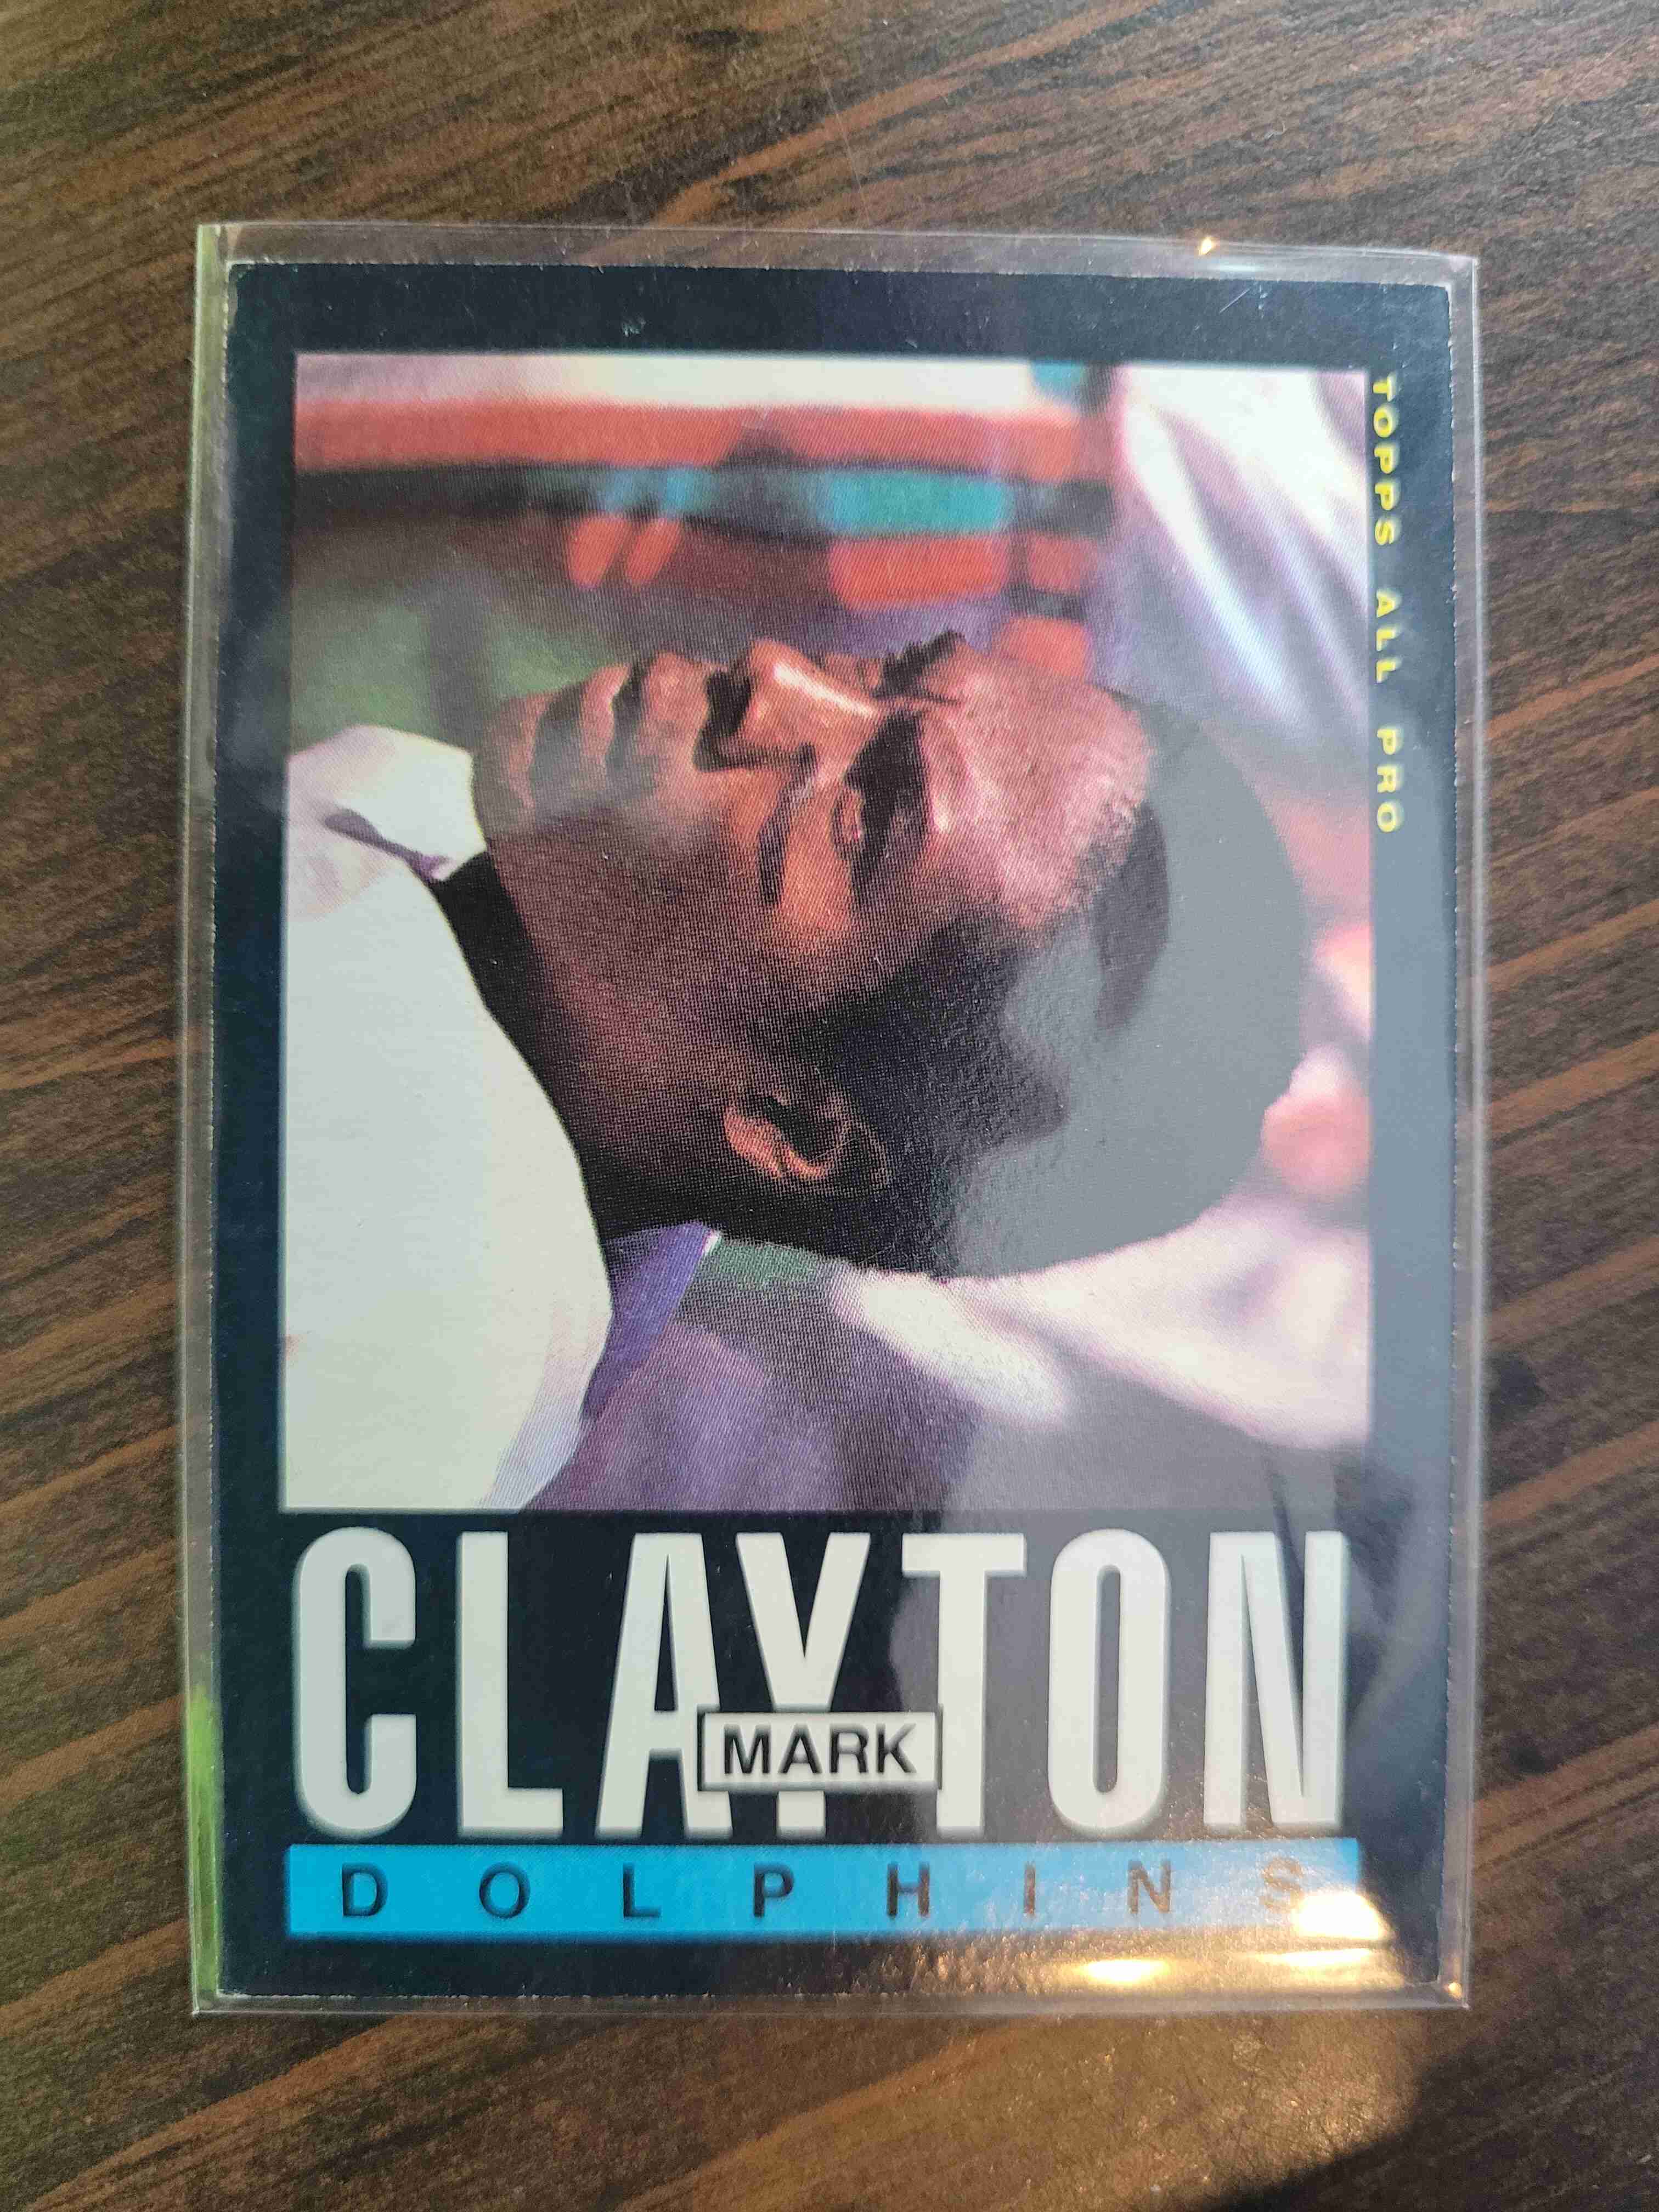 TOPPS ALL PRO
CLAYTON
MARK
DOLPHINS